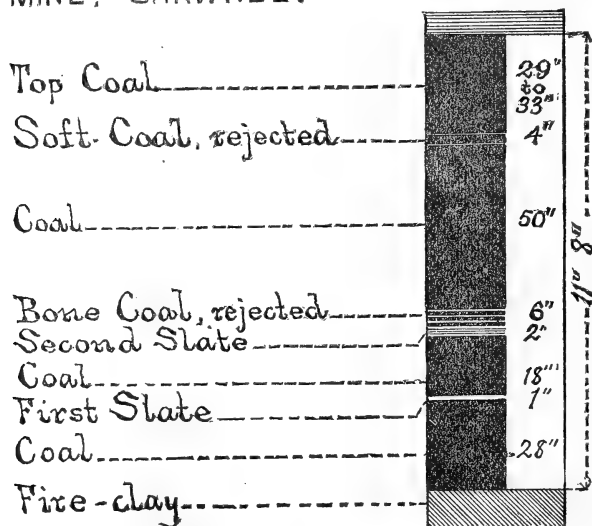 Top Coal 29" to 33"
Soft-Coal, rejected 4"
Coal 50"
Bone Coal, rejected 6"
Second Slate 2"
Coal 18"
First Slate 1"
Coal 28"
Fire-clay
11" 8"